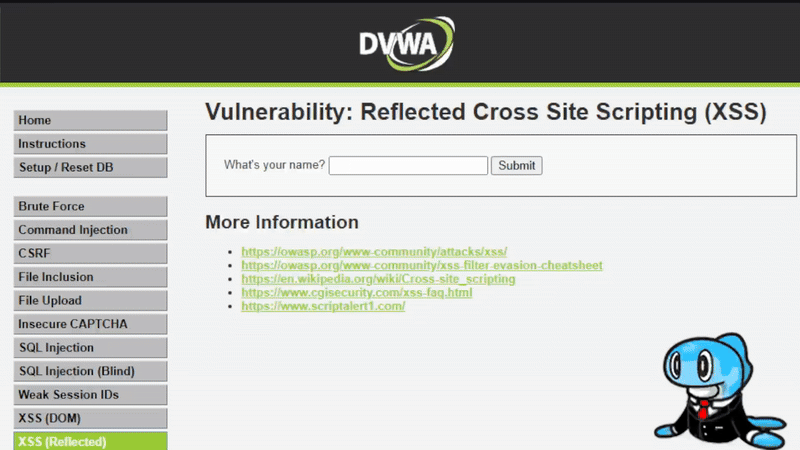 DVWA
Home
Instructions
Setup / Reset DB
Brute Force
Command Injection
CSRF
File Inclusion
File Upload
Insecure CAPTCHA
SQL Injection
SQL Injection (Blind)
Weak Session IDs
XSS (DOM)
XSS (Reflected)
Vulnerability: Reflected Cross Site Scripting (XSS)
What's your name? Submit
More Information
https://owasp.org/www-community/attacks/xss/
https://owasp.org/www-community/xss-filter-evasion-cheatsheet
https://en.wikipedia.org/wiki/Cross-site_scripting
https://www.cgisecurity.com/xss-faq.html
https://www.scriptalert1.com/